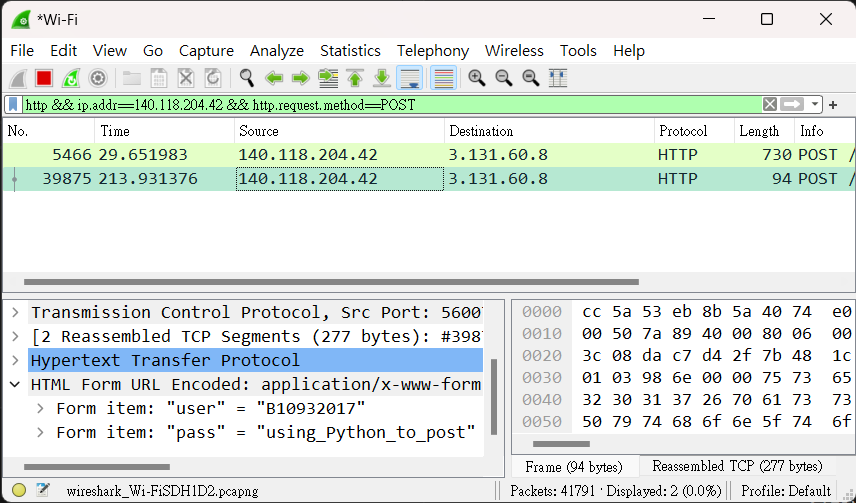 *Wi-Fi
File Edit View Go Capture Analyze Statistics Telephony Wireless Tools Help
http && ip.addr==140.118.204.42 && http.request.method==POST
No. Time Source Destination Protocol Length Info
5466 29.651983 140.118.204.42 3.131.60.8 HTTP 730 POST /
39875 213.931376 140.118.204.42 3.131.60.8 HTTP 94 POST /
Transmission Control Protocol, Src Port: 5600
[2 Reassembled TCP Segments (277 bytes): #398
Hypertext Transfer Protocol
HTML Form URL Encoded: application/x-www-form
Form item: "user" = "B10932017"
Form item: "pass" = "using_Python_to_post"
0000 cc 5a 53 eb 8b 5a 40 74 e0
0010 00 50 7a 89 40 00 80 06 00
0020 3c 08 da c7 d4 2f 7b 48 1c
0030 01 03 98 6e 00 00 75 73 65
0040 32 30 31 37 26 70 61 73 73
0050 50 79 74 68 6f 6e 5f 74 6f
Frame (94 bytes) Reassembled TCP (277 bytes)
wireshark_Wi-FiSDH1D2.pcapng Packets: 41791 · Displayed: 2 (0.0%) Profile: Default